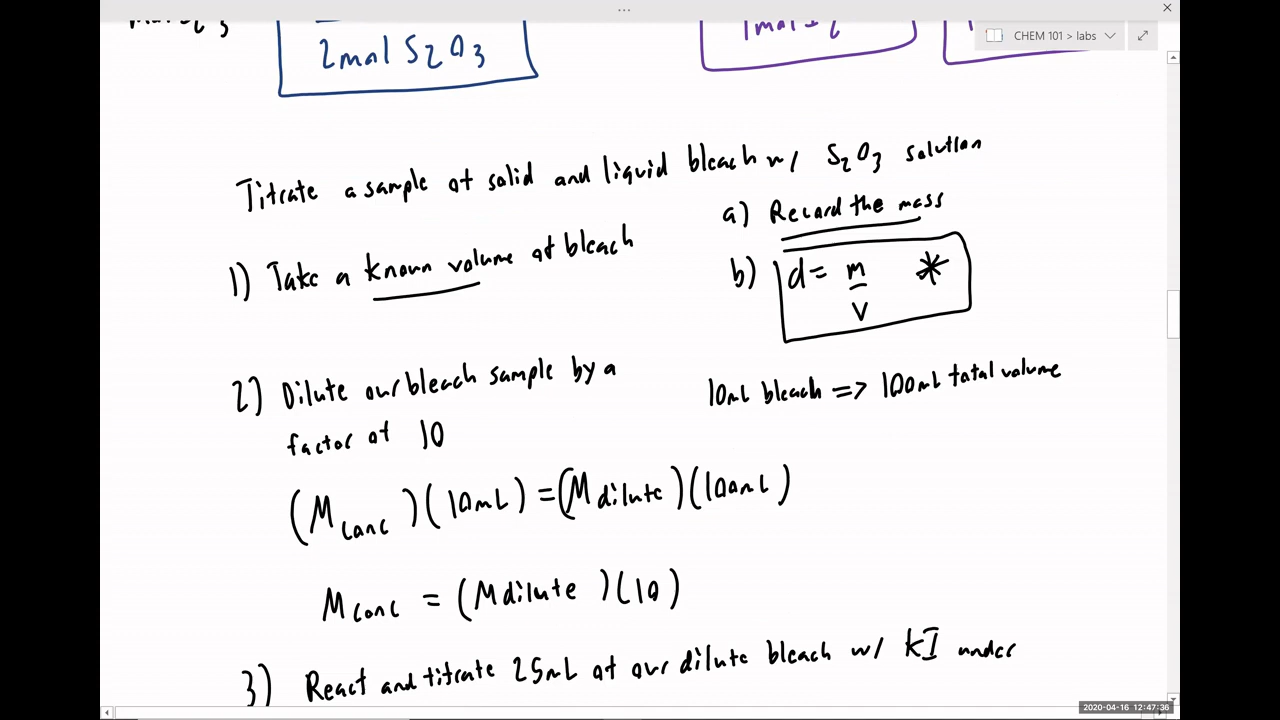 2mol S2O3
1mol I2
CHEM 101 > labs
Titrate a sample of solid and liquid bleach w/ S2O3 solution
a) Record the mass
1) Take a known volume of bleach
b) d = m/V *
2) Dilute our bleach sample by a
factor of 10
10mL bleach => 100mL total volume
(Mconc)(10mL) = (Mdilute)(100mL)
Mconc = (Mdilute)(10)
3) React and titrate 25mL of our dilute bleach w/ KI under
2020-04-16 12:47:36